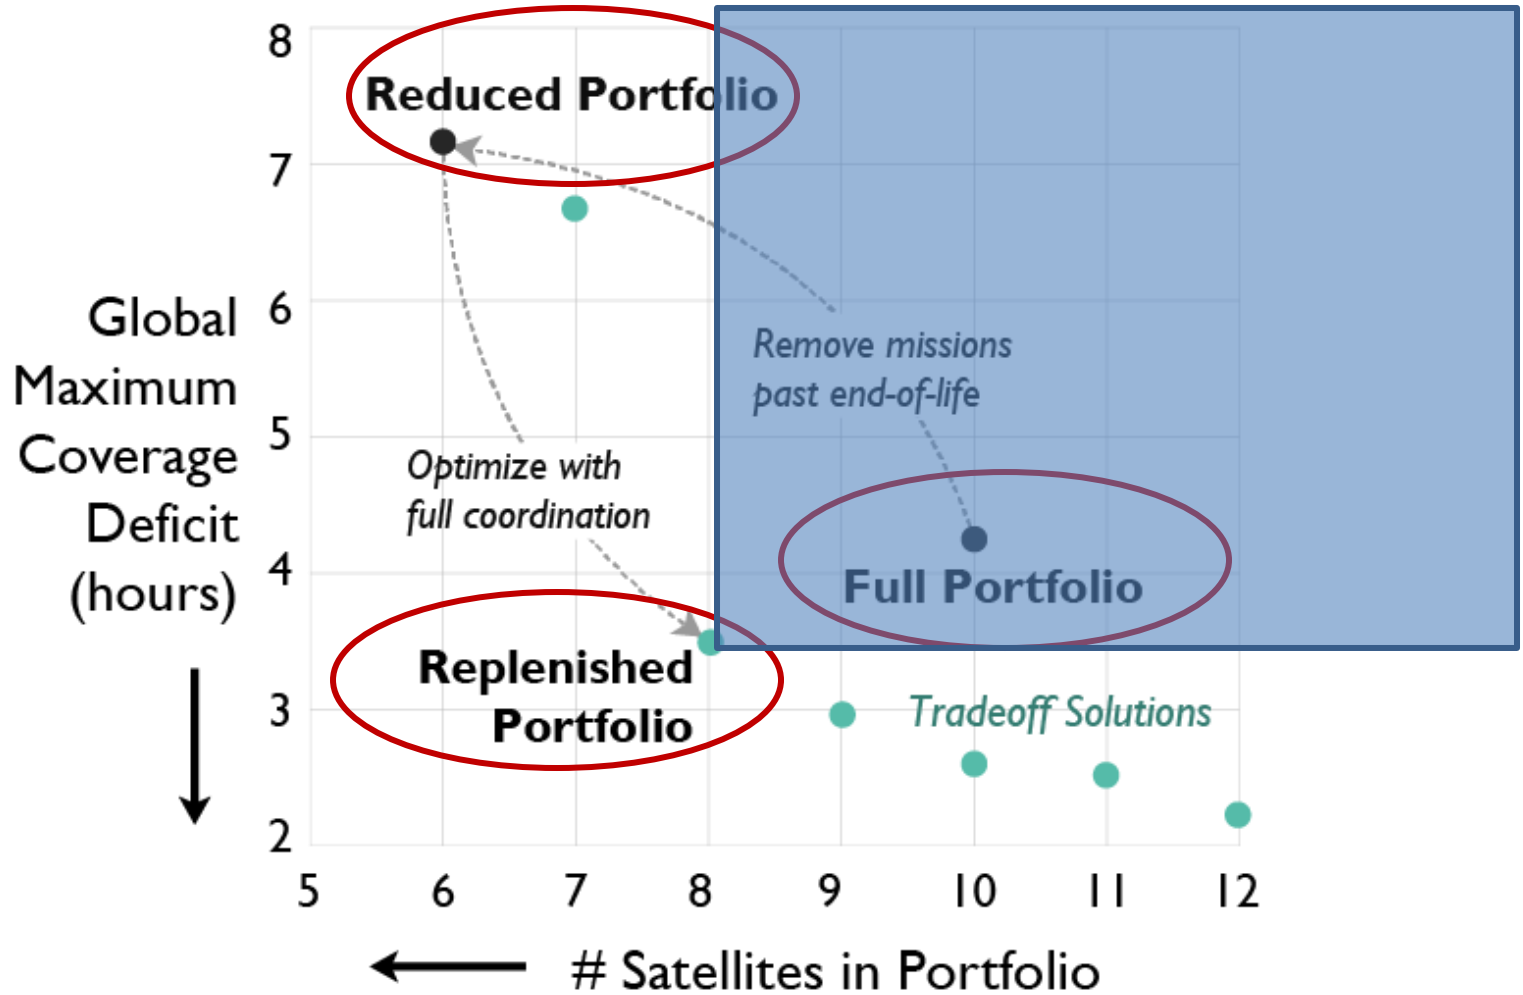 8
Reduced Portfolio
7
6
Global
Maximum
Coverage
Deficit
(hours)
Remove missions
past end-of-life
5
Optimize with
full coordination
4
Full Portfolio
Replenished
Portfolio
3
Tradeoff Solutions
2
5 6 7 8 9 10 11 12
# Satellites in Portfolio